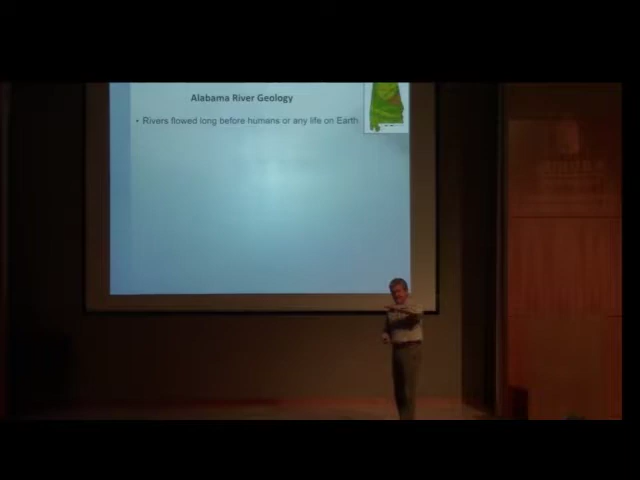 Alabama River Geology
• Rivers flowed long before humans or any life on Earth